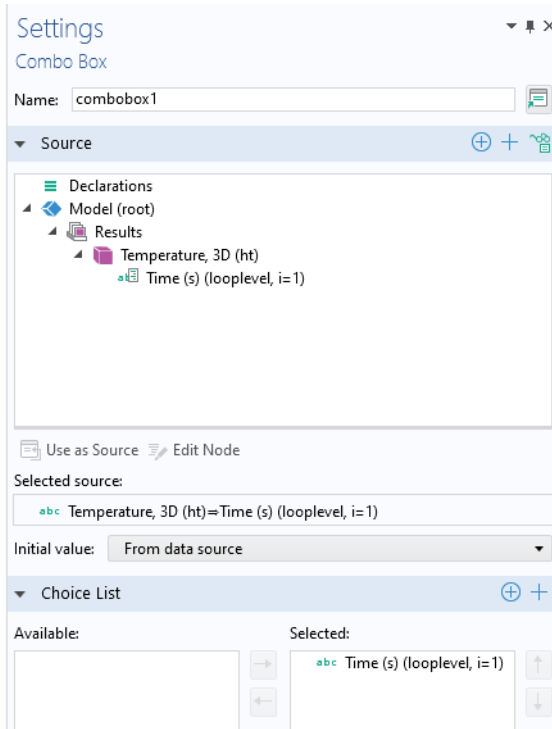 Settings
Combo Box
Name: combobox1
Source
Declarations
Model (root)
Results
Temperature, 3D (ht)
Time (s) (looplevel, i=1)
Use as Source Edit Node
Selected source:
abc Temperature, 3D (ht)⇒Time (s) (looplevel, i=1)
Initial value: From data source
Choice List
Available: Selected:
abc Time (s) (looplevel, i=1)